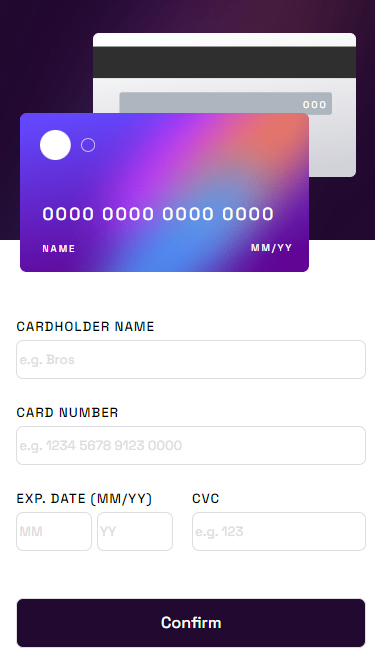 000
0000 0000 0000 0000
NAME MM/YY
CARDHOLDER NAME
e.g. Bros
CARD NUMBER
e.g. 1234 5678 9123 0000
EXP. DATE (MM/YY) CVC
MM YY e.g. 123
Confirm